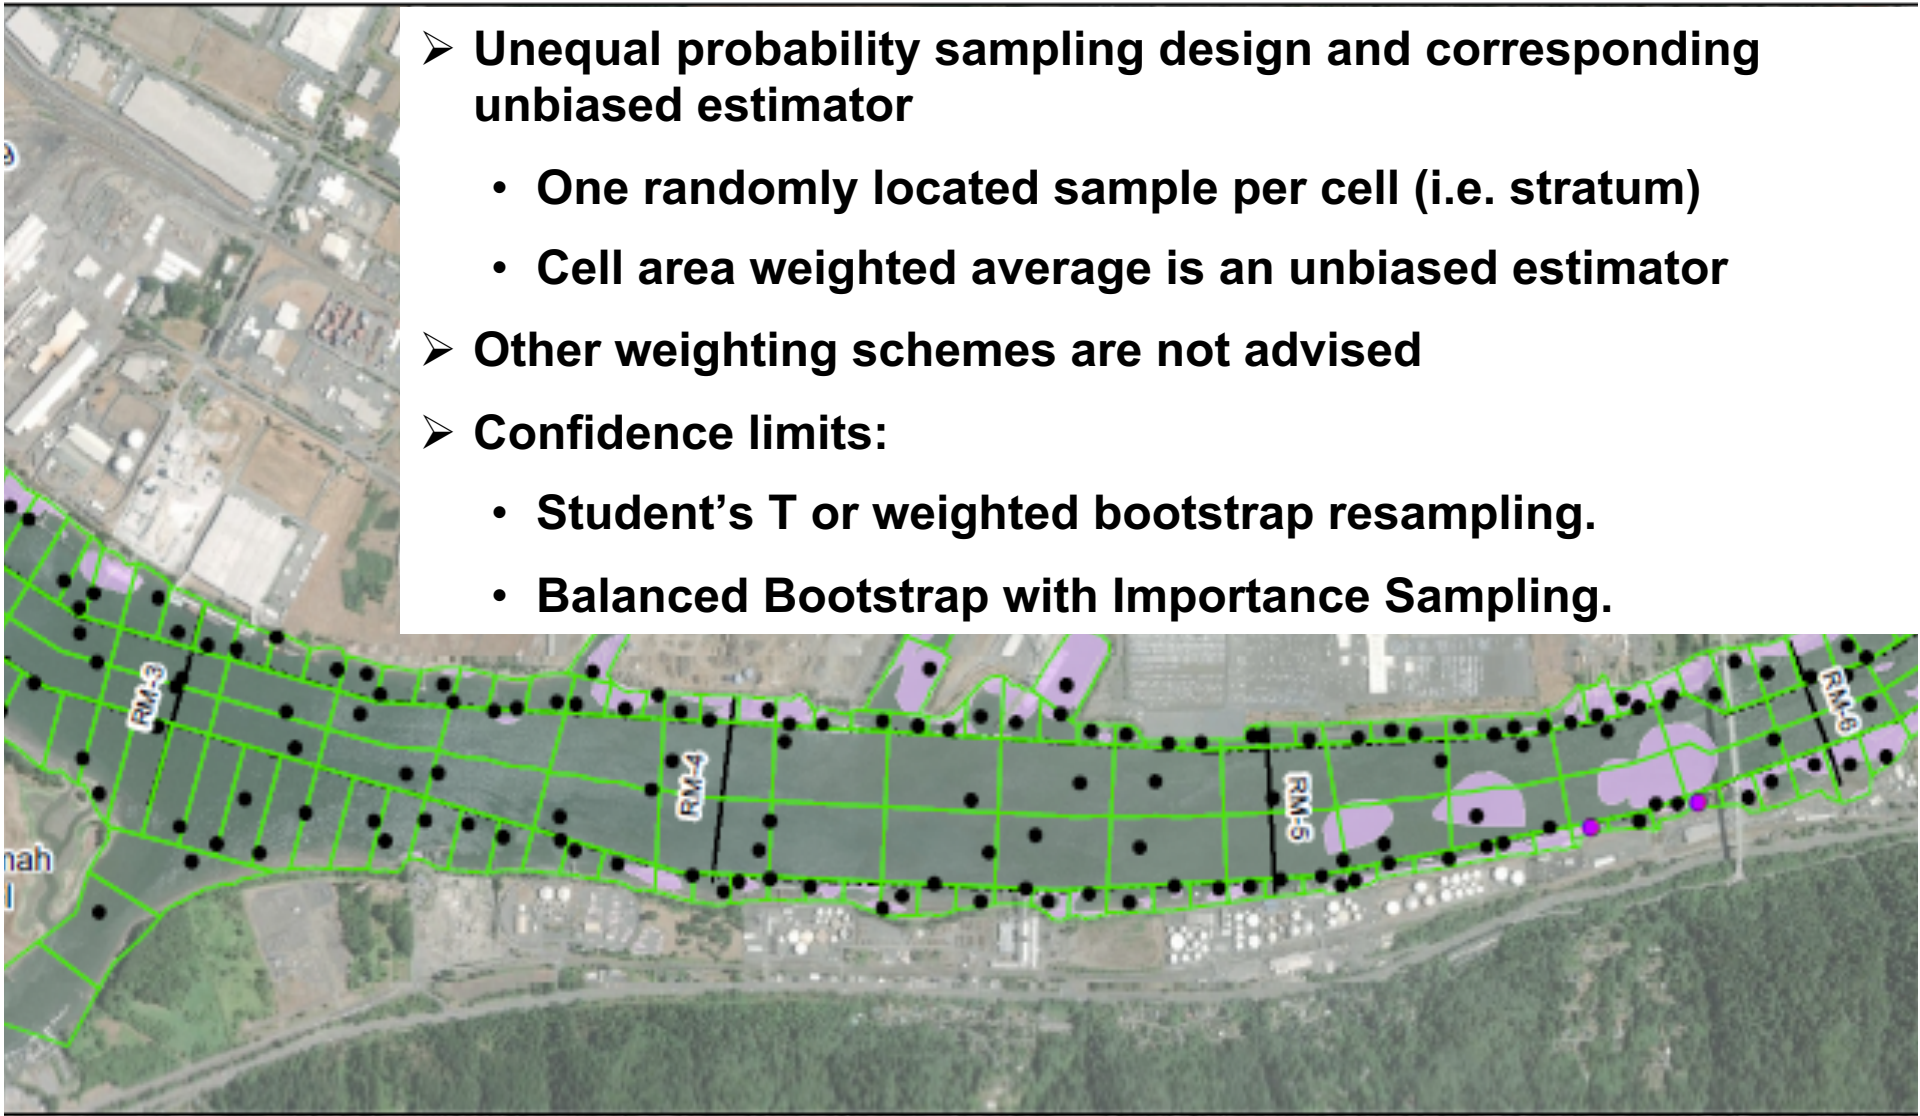 ➢ Unequal probability sampling design and corresponding
unbiased estimator
• One randomly located sample per cell (i.e. stratum)
• Cell area weighted average is an unbiased estimator
➢ Other weighting schemes are not advised
➢ Confidence limits:
• Student’s T or weighted bootstrap resampling.
• Balanced Bootstrap with Importance Sampling.
RM-3
RM-4
RM-5
RM-6
nah